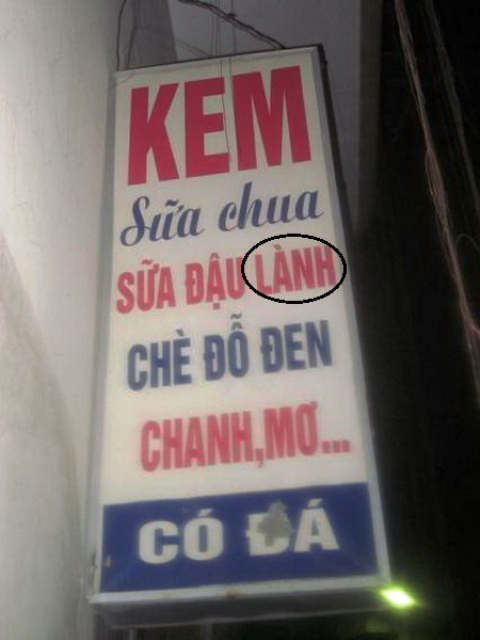 KEM
Sữa chua
SỮA ĐẬU LÀNH
CHÈ ĐỖ ĐEN
CHANH,MƠ...
CÓ ĐÁ